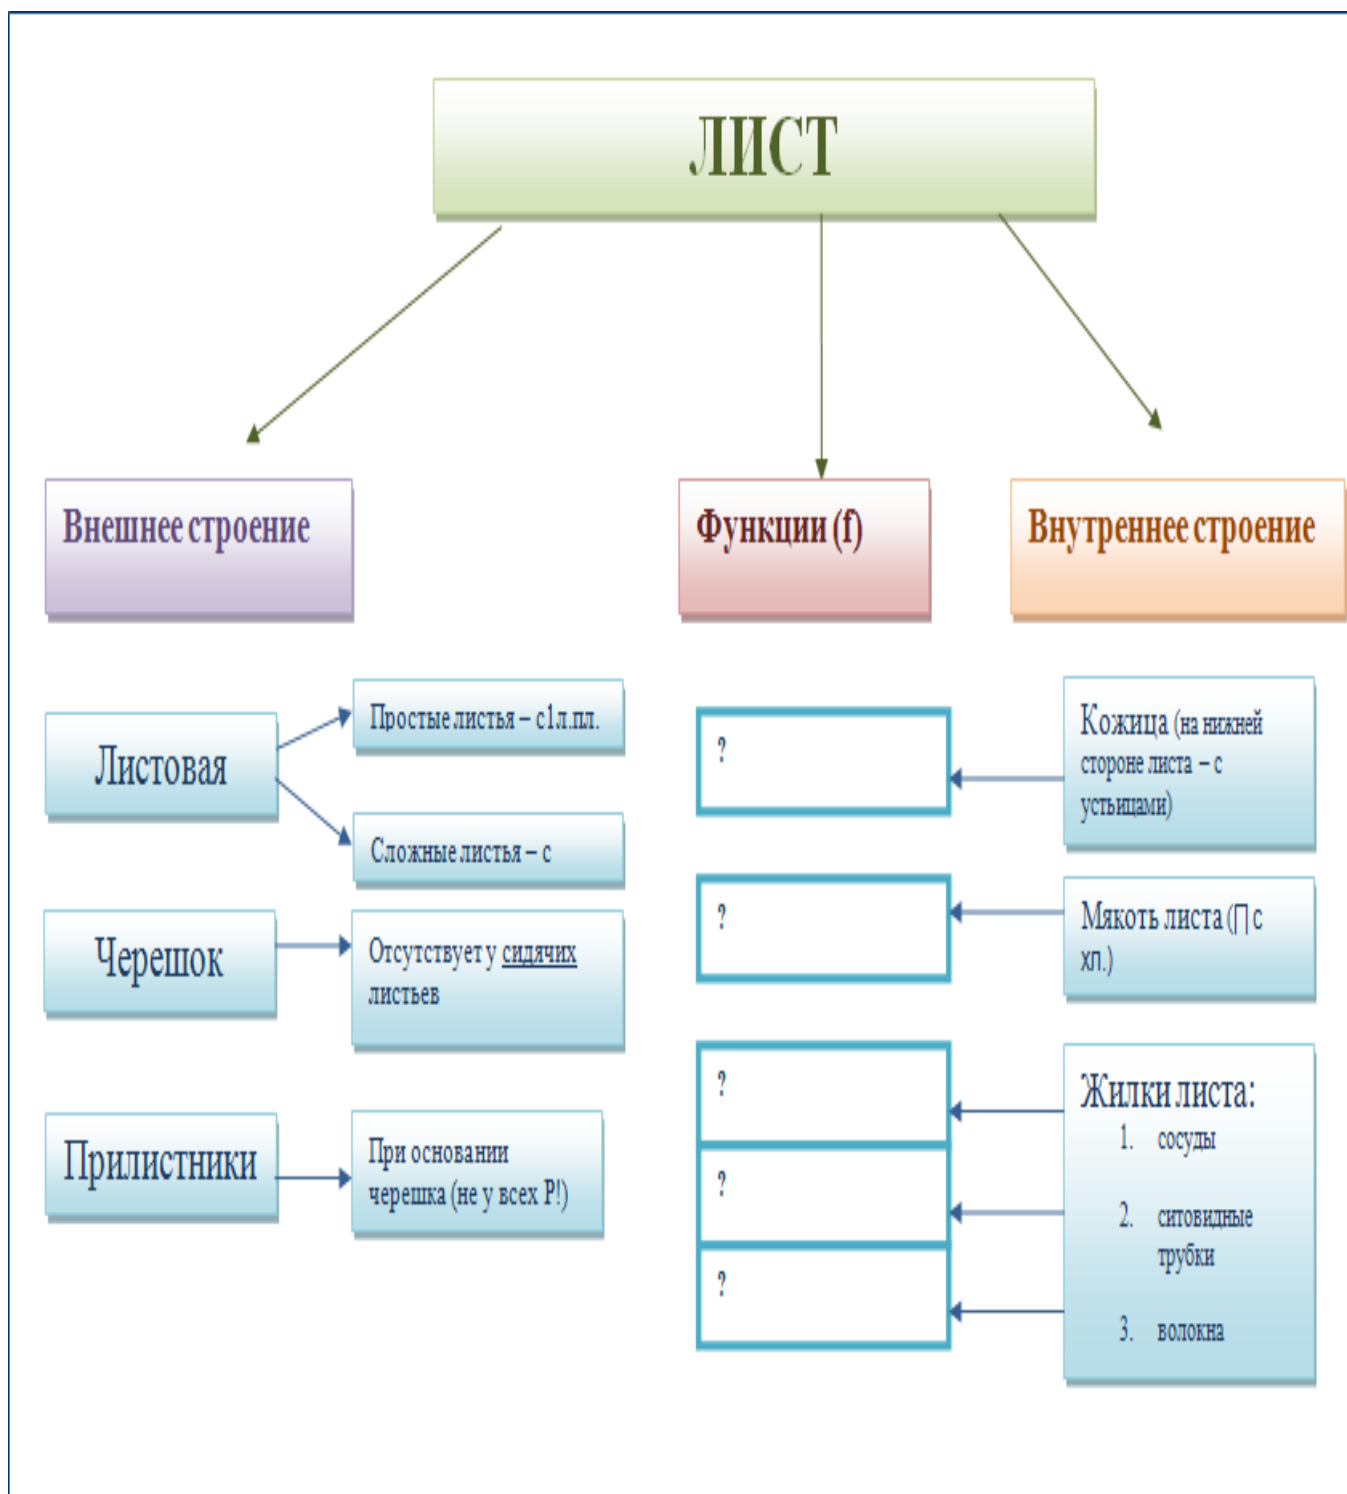 ЛИСТ
Внешнее строение
Функции (f)
Внутреннее строение
Листовая
Простые листья – с1л.пл.
Сложные листья – с
Черешок
Отсутствует у сидячих
листьев
Прилистники
При основании
черешка (не у всех Р!)
?
?
?
?
?
Кожица (на нижней
стороне листа – с
устьицами)
Мякоть листа (∏ с
хп.)
Жилки листа:
1. сосуды
2. ситовидные
трубки
3. волокна